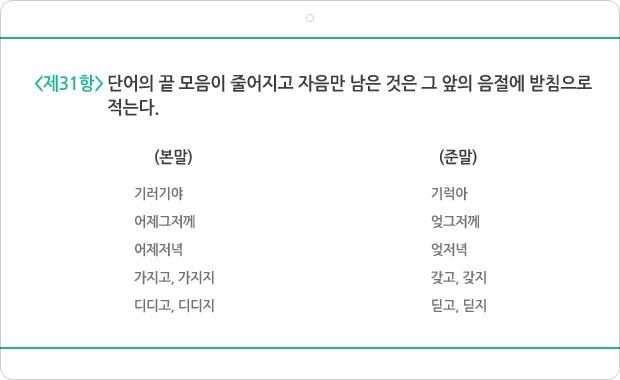 <제31항> 단어의 끝 모음이 줄어지고 자음만 남은 것은 그 앞의 음절에 받침으로
적는다.
(본말) (준말)
기러기야 기럭아
어제그저께 엊그저께
어제저녁 엊저녁
가지고, 가지지 갖고, 갖지
디디고, 디디지 딛고, 딛지